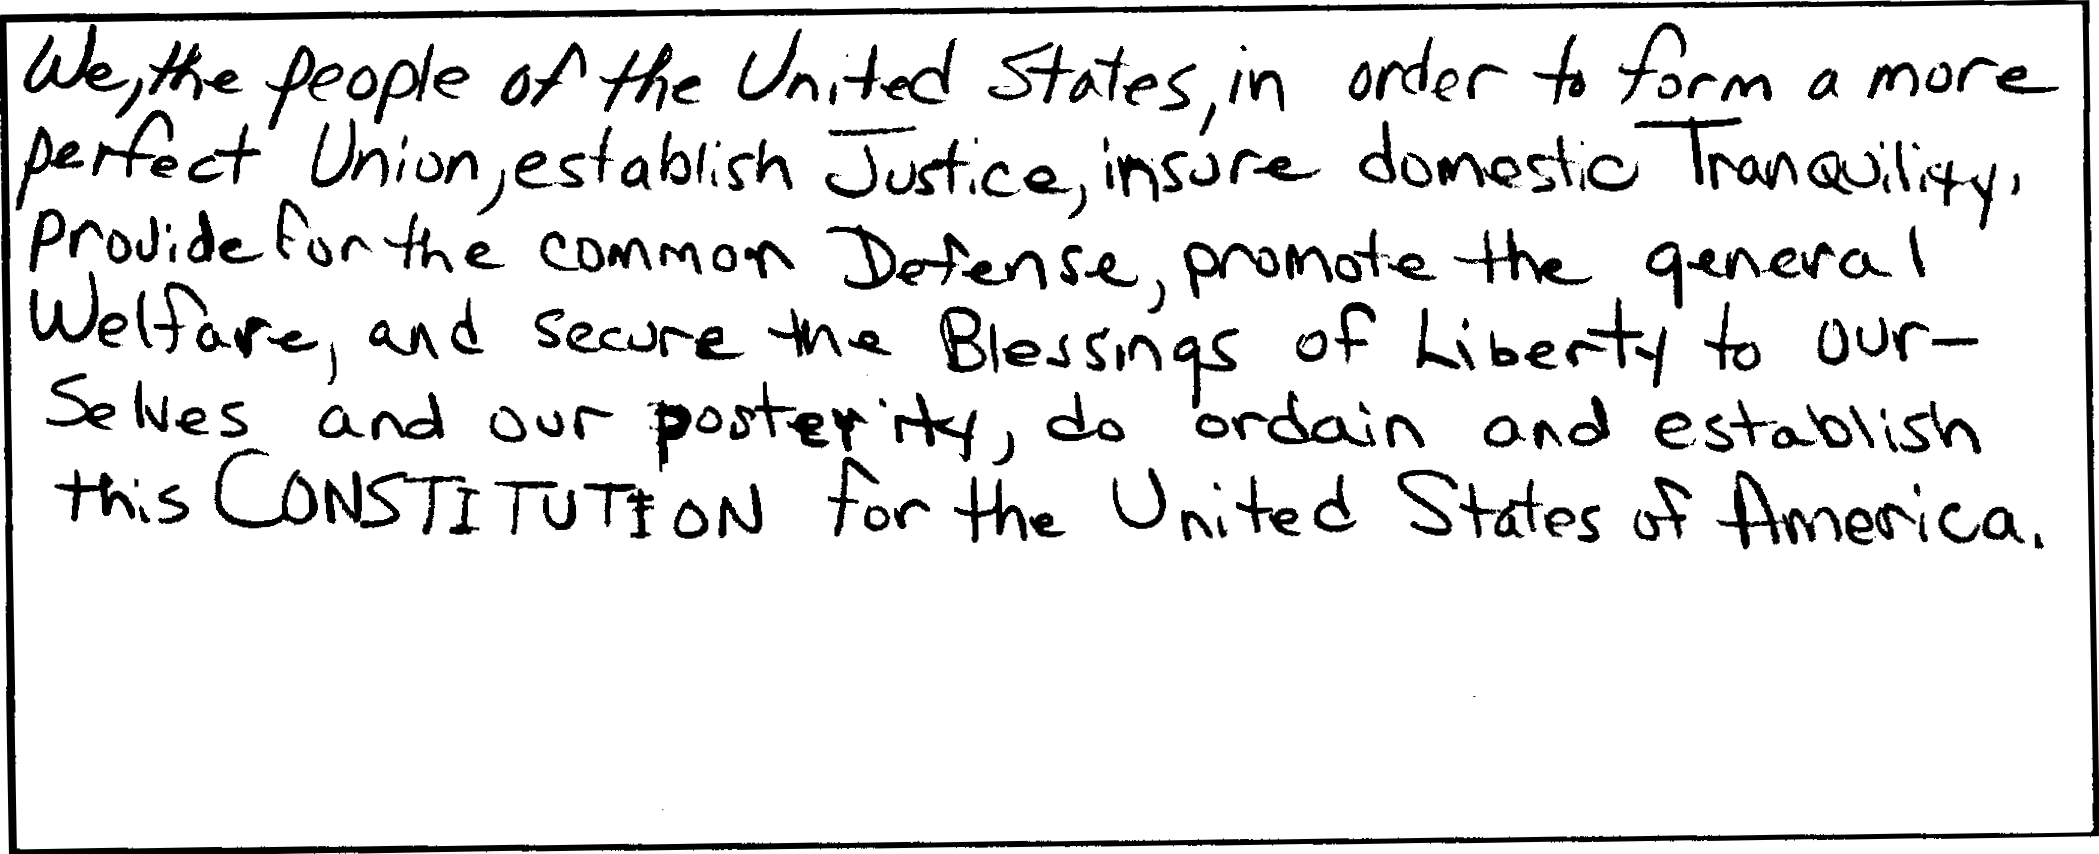 We, the people of the United States, in order to form a more
perfect Union, establish Justice, insure domestic Tranquility,
provide for the common Defense, promote the general
Welfare, and secure the Blessings of Liberty to our-
selves and our posterity, do ordain and establish
this CONSTITUTION for the United States of America.